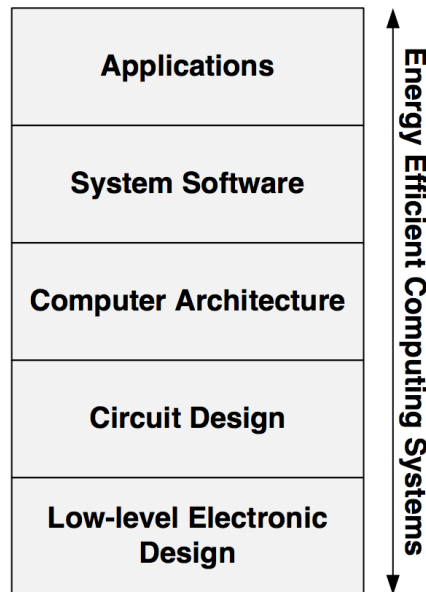 Applications
System Software
Computer Architecture
Circuit Design
Low-level Electronic
Design
Energy Efficient Computing Systems